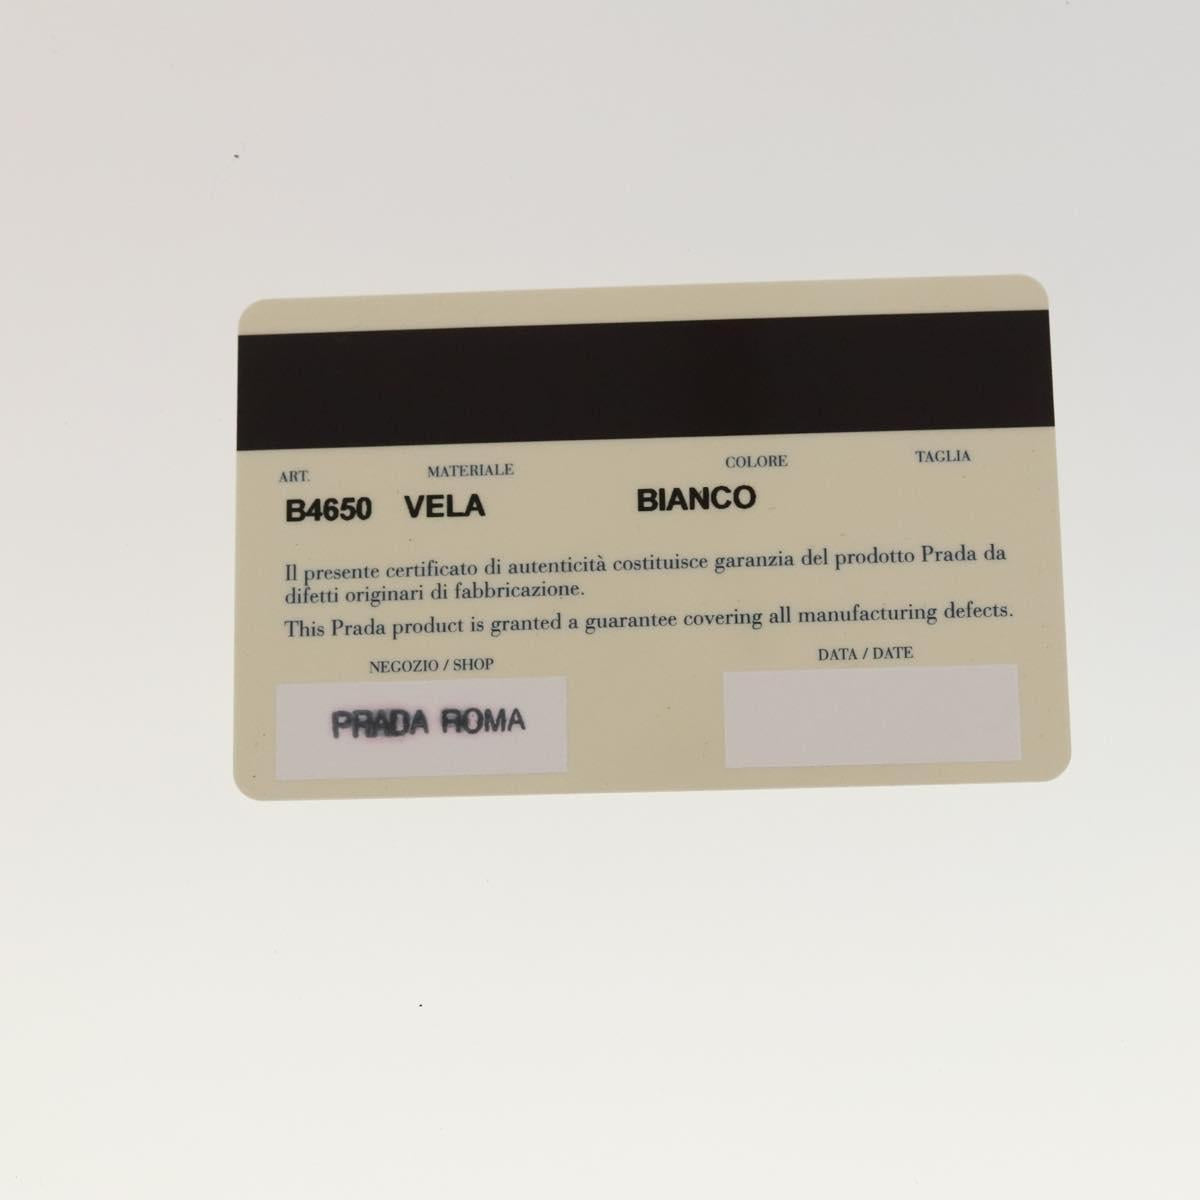 ART. MATERIALE COLORE TAGLIA
B4650 VELA BIANCO
Il presente certificato di autenticità costituisce garanzia del prodotto Prada da
difetti originari di fabbricazione.
This Prada product is granted a guarantee covering all manufacturing defects.
NEGOZIO / SHOP DATA / DATE
PRADA ROMA